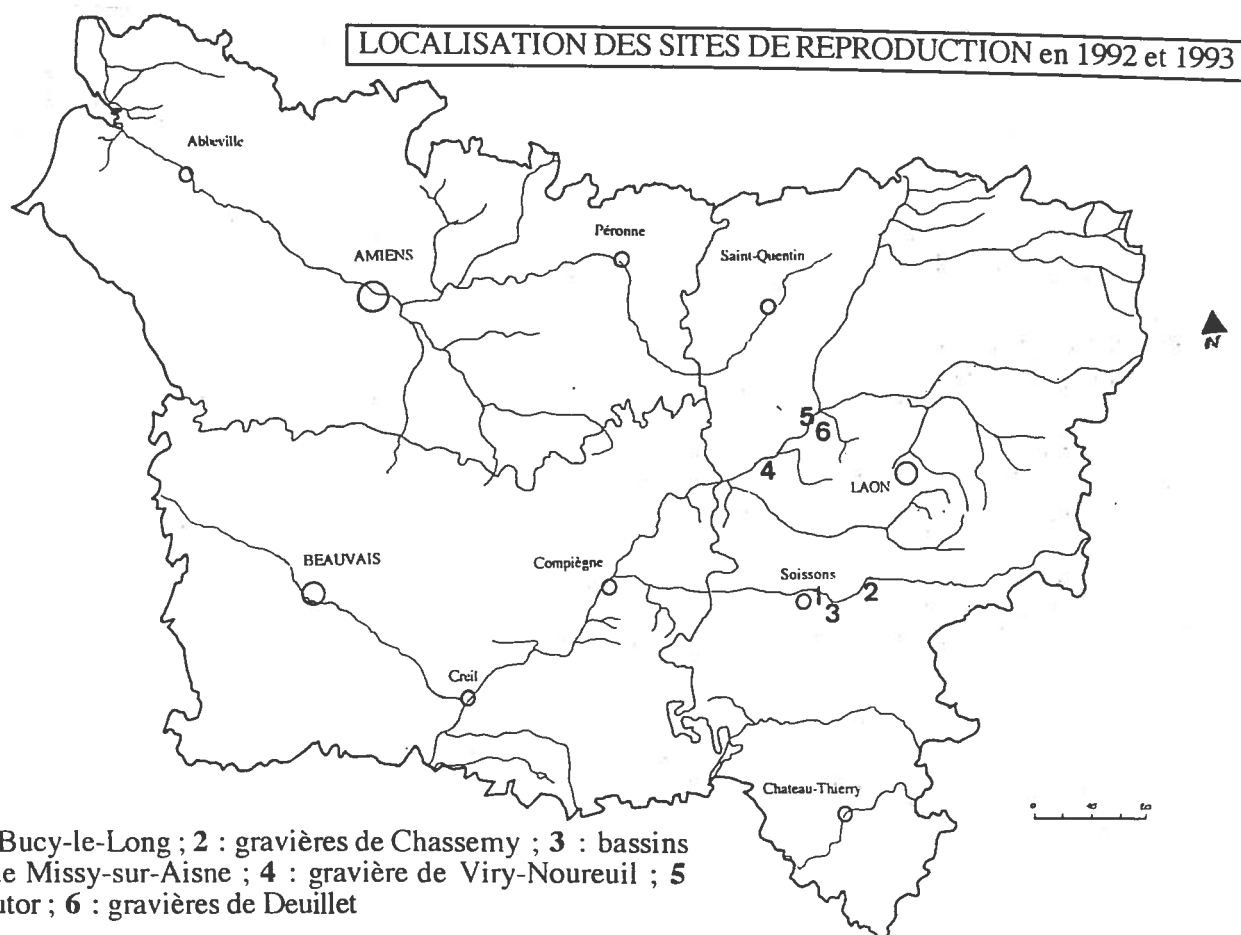 LOCALISATION DES SITES DE REPRODUCTION en 1992 et 1993
Abbeville
AMIENS
Péronne
Saint-Quentin
N
5
6
4
LAON
BEAUVAIS
Compiègne
Soissons
1
2
3
Creil
Chateau-Thierry
0
Bucy-le-Long ; 2 : gravières de Chassemy ; 3 : bassins
e Missy-sur-Aisne ; 4 : gravière de Viry-Noureuil ; 5
utor ; 6 : gravières de Deuillet